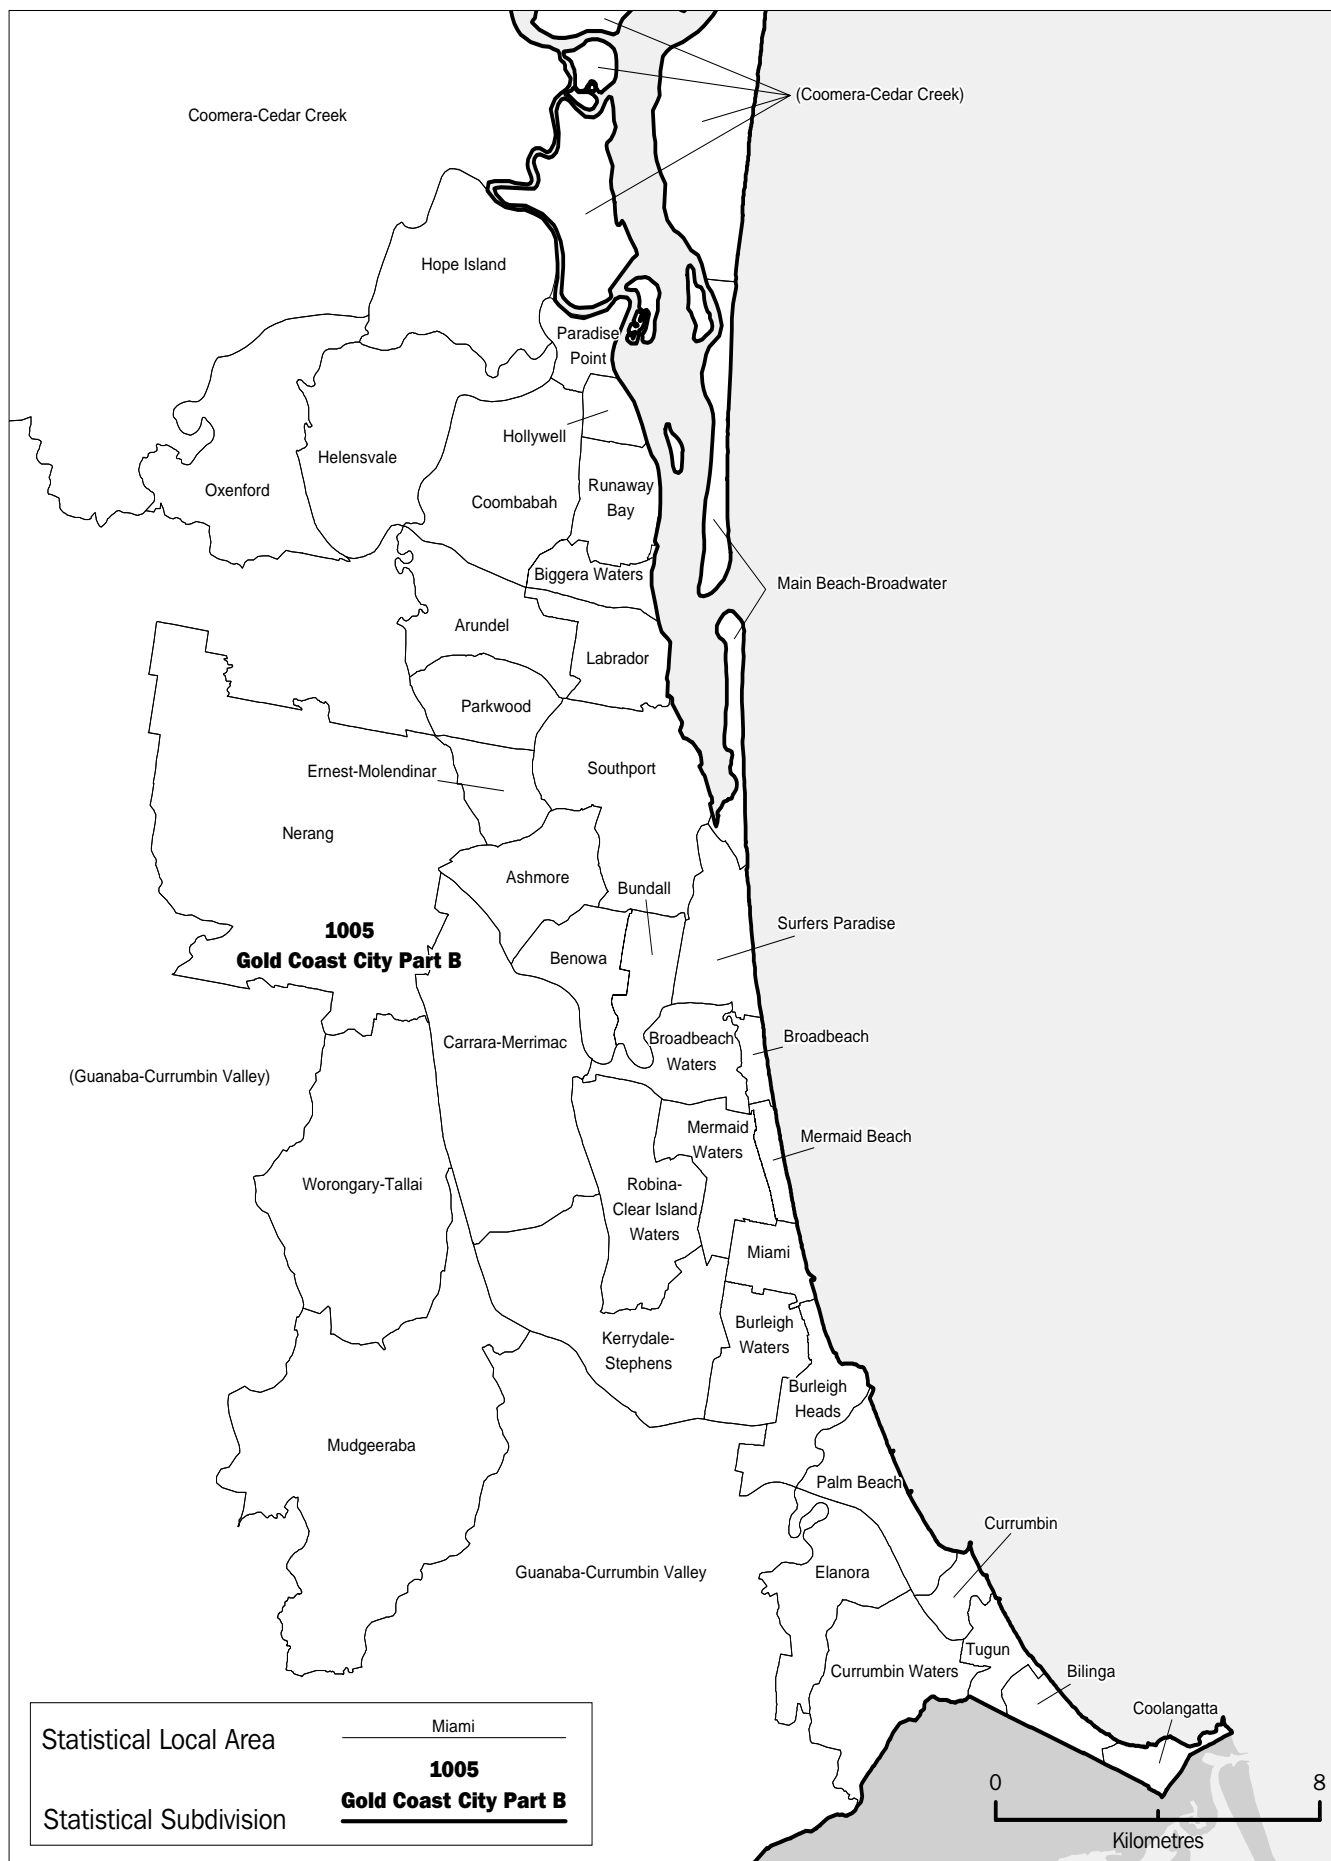 (Coomera-Cedar Creek)
Coomera-Cedar Creek
Hope Island
Paradise
Point
Hollywell
Helensvale
Oxenford
Runaway
Bay
Coombabah
Biggera Waters
Main Beach-Broadwater
Arundel
Labrador
Parkwood
Ernest-Molendinar
Southport
Nerang
Ashmore
Bundall
Surfers Paradise
1005
Gold Coast City Part B
Benowa
Carrara-Merrimac
Broadbeach
Waters
Broadbeach
(Guanaba-Currumbin Valley)
Mermaid
Waters
Mermaid Beach
Worongary-Tallai
Robina-
Clear Island
Waters
Miami
Burleigh
Waters
Kerrydale-
Stephens
Burleigh
Heads
Mudgeeraba
Palm Beach
Currumbin
Guanaba-Currumbin Valley
Elanora
Tugun
Currumbin Waters
Bilinga
Coolangatta
Statistical Local Area
Miami
1005
Gold Coast City Part B
Statistical Subdivision
0 8
Kilometres